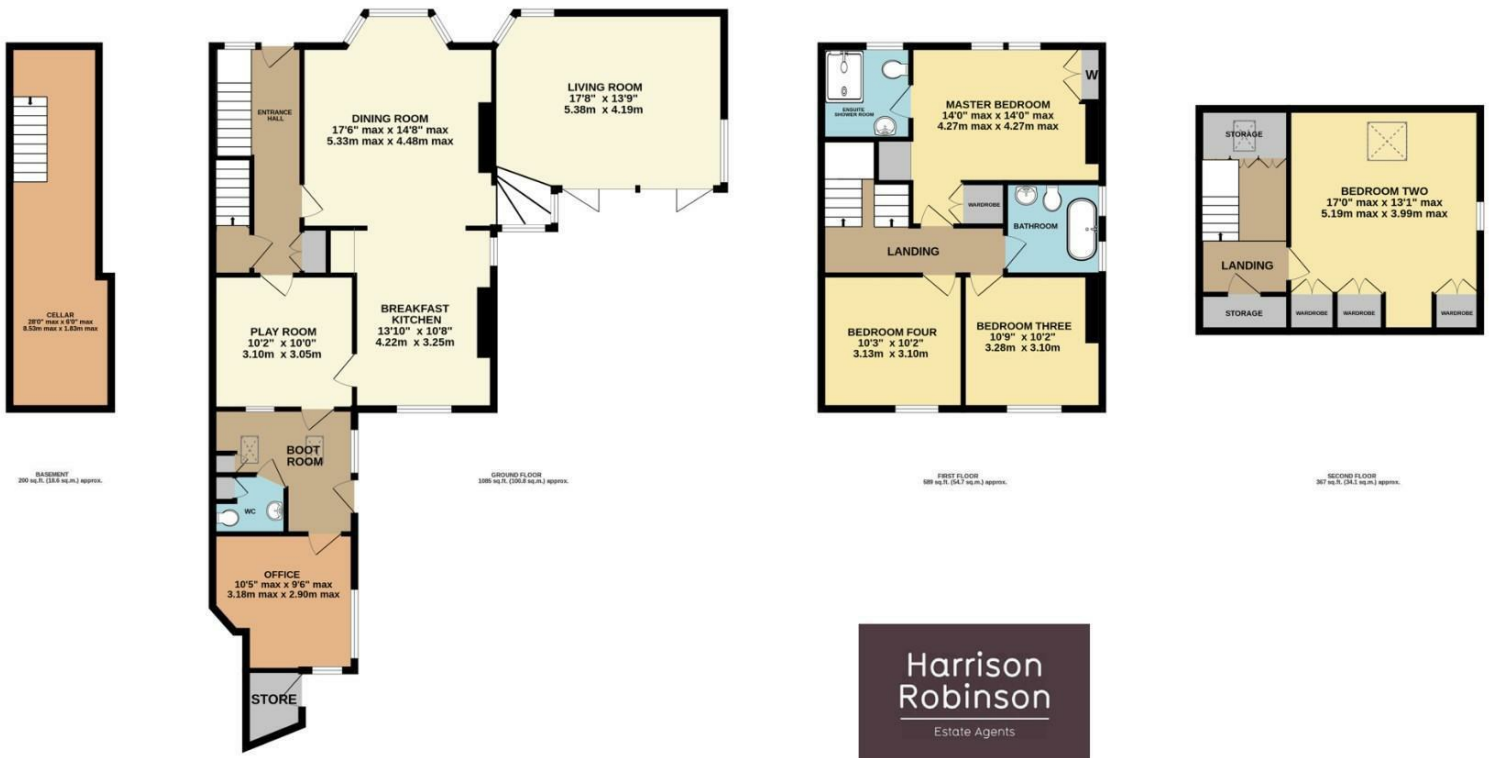 CELLAR
28'0" max x 6'0" max
8.53m max x 1.83m max
BASEMENT
200 sq.ft. (18.6 sq.m.) approx.
ENTRANCE
HALL
DINING ROOM
17'6" max x 14'8" max
5.33m max x 4.48m max
LIVING ROOM
17'8" x 13'9"
5.38m x 4.19m
PLAY ROOM
10'2" x 10'0"
3.10m x 3.05m
BREAKFAST
KITCHEN
13'10" x 10'8"
4.22m x 3.25m
BOOT
ROOM
WC
OFFICE
10'5" max x 9'6" max
3.18m max x 2.90m max
STORE
GROUND FLOOR
1085 sq.ft. (100.8 sq.m.) approx.
ENSUITE
SHOWER ROOM
MASTER BEDROOM
14'0" max x 14'0" max
4.27m max x 4.27m max
W
WARDROBE
BATHROOM
LANDING
BEDROOM FOUR
10'3" x 10'2"
3.13m x 3.10m
BEDROOM THREE
10'9" x 10'2"
3.28m x 3.10m
FIRST FLOOR
589 sq.ft. (54.7 sq.m.) approx.
STORAGE
BEDROOM TWO
17'0" max x 13'1" max
5.19m max x 3.99m max
LANDING
STORAGE
WARDROBE
WARDROBE
WARDROBE
SECOND FLOOR
367 sq.ft. (34.1 sq.m.) approx.
Harrison
Robinson
Estate Agents